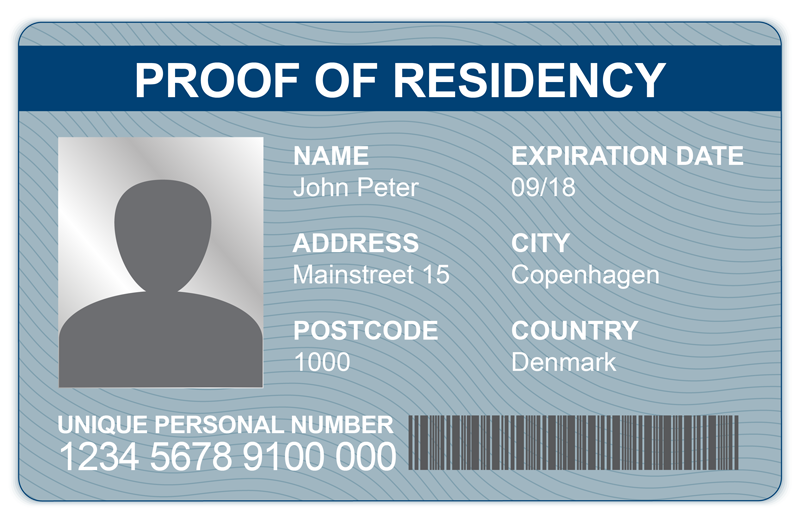 PROOF OF RESIDENCY
NAME
John Peter
EXPIRATION DATE
09/18
ADDRESS
Mainstreet 15
CITY
Copenhagen
POSTCODE
1000
COUNTRY
Denmark
UNIQUE PERSONAL NUMBER
1234 5678 9100 000